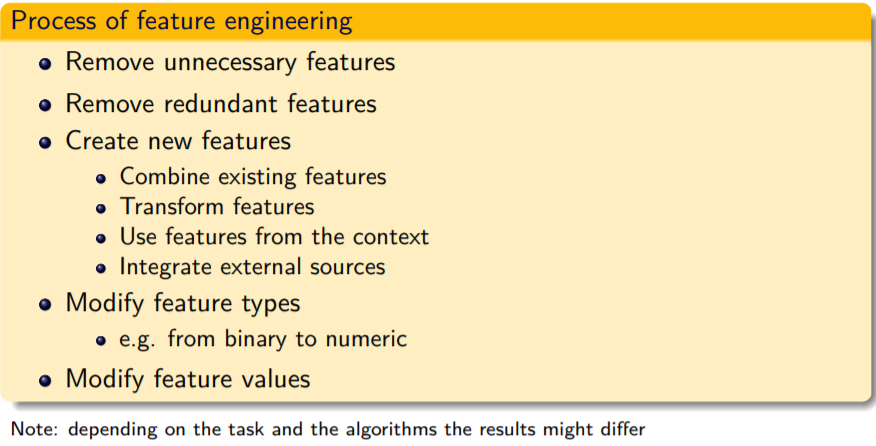 Process of feature engineering
Remove unnecessary features
Remove redundant features
Create new features
Combine existing features
Transform features
Use features from the context
Integrate external sources
Modify feature types
e.g. from binary to numeric
Modify feature values
Note: depending on the task and the algorithms the results might differ